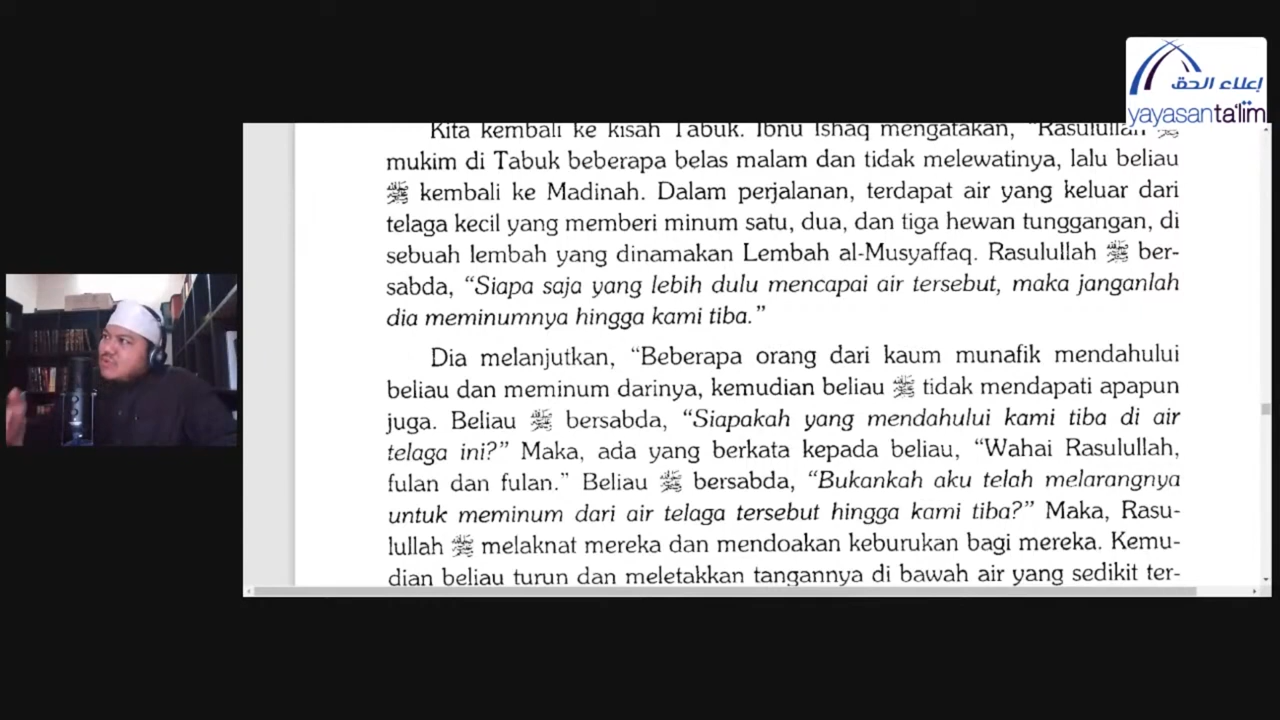 إعلاء الحق
yayasanta'lim
Kita kembali ke kisah Tabuk. Ibnu Ishaq mengatakan, "Rasulullah ﷺ
mukim di Tabuk beberapa belas malam dan tidak melewatinya, lalu beliau
ﷺ kembali ke Madinah. Dalam perjalanan, terdapat air yang keluar dari
telaga kecil yang memberi minum satu, dua, dan tiga hewan tunggangan, di
sebuah lembah yang dinamakan Lembah al-Musyaffaq. Rasulullah ﷺ ber-
sabda, "Siapa saja yang lebih dulu mencapai air tersebut, maka janganlah
dia meminumnya hingga kami tiba."
Dia melanjutkan, "Beberapa orang dari kaum munafik mendahului
beliau dan meminum darinya, kemudian beliau ﷺ tidak mendapati apapun
juga. Beliau ﷺ bersabda, "Siapakah yang mendahului kami tiba di air
telaga ini?" Maka, ada yang berkata kepada beliau, "Wahai Rasulullah,
fulan dan fulan." Beliau ﷺ bersabda, "Bukankah aku telah melarangnya
untuk meminum dari air telaga tersebut hingga kami tiba?" Maka, Rasu-
lullah ﷺ melaknat mereka dan mendoakan keburukan bagi mereka. Kemu-
dian beliau turun dan meletakkan tangannya di bawah air yang sedikit ter-